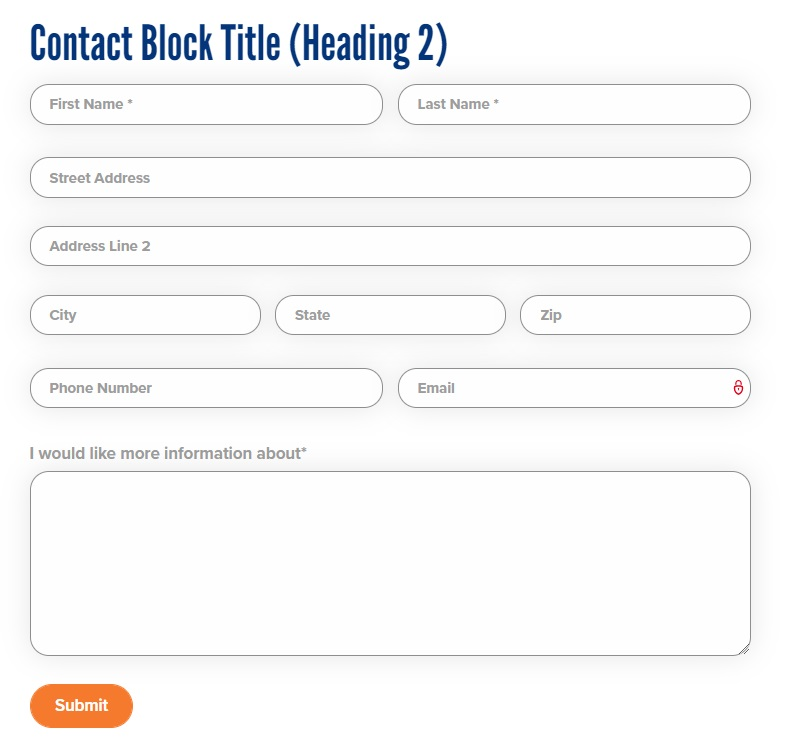 Contact Block Title (Heading 2)
First Name * Last Name *
Street Address
Address Line 2
City State Zip
Phone Number Email
I would like more information about*
Submit